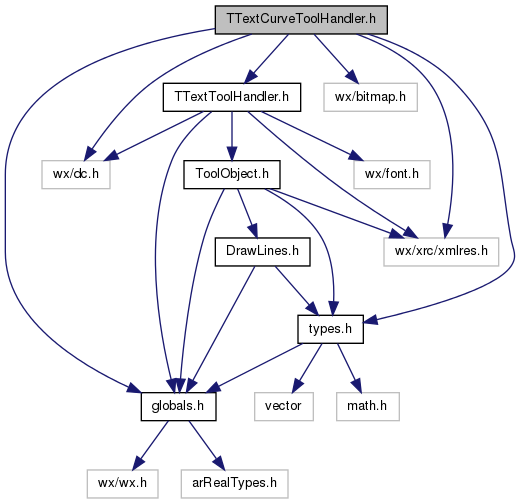 TTextCurveToolHandler.h
TTextToolHandler.h
wx/bitmap.h
wx/dc.h
ToolObject.h
wx/font.h
DrawLines.h
wx/xrc/xmlres.h
types.h
globals.h
vector
math.h
wx/wx.h
arRealTypes.h